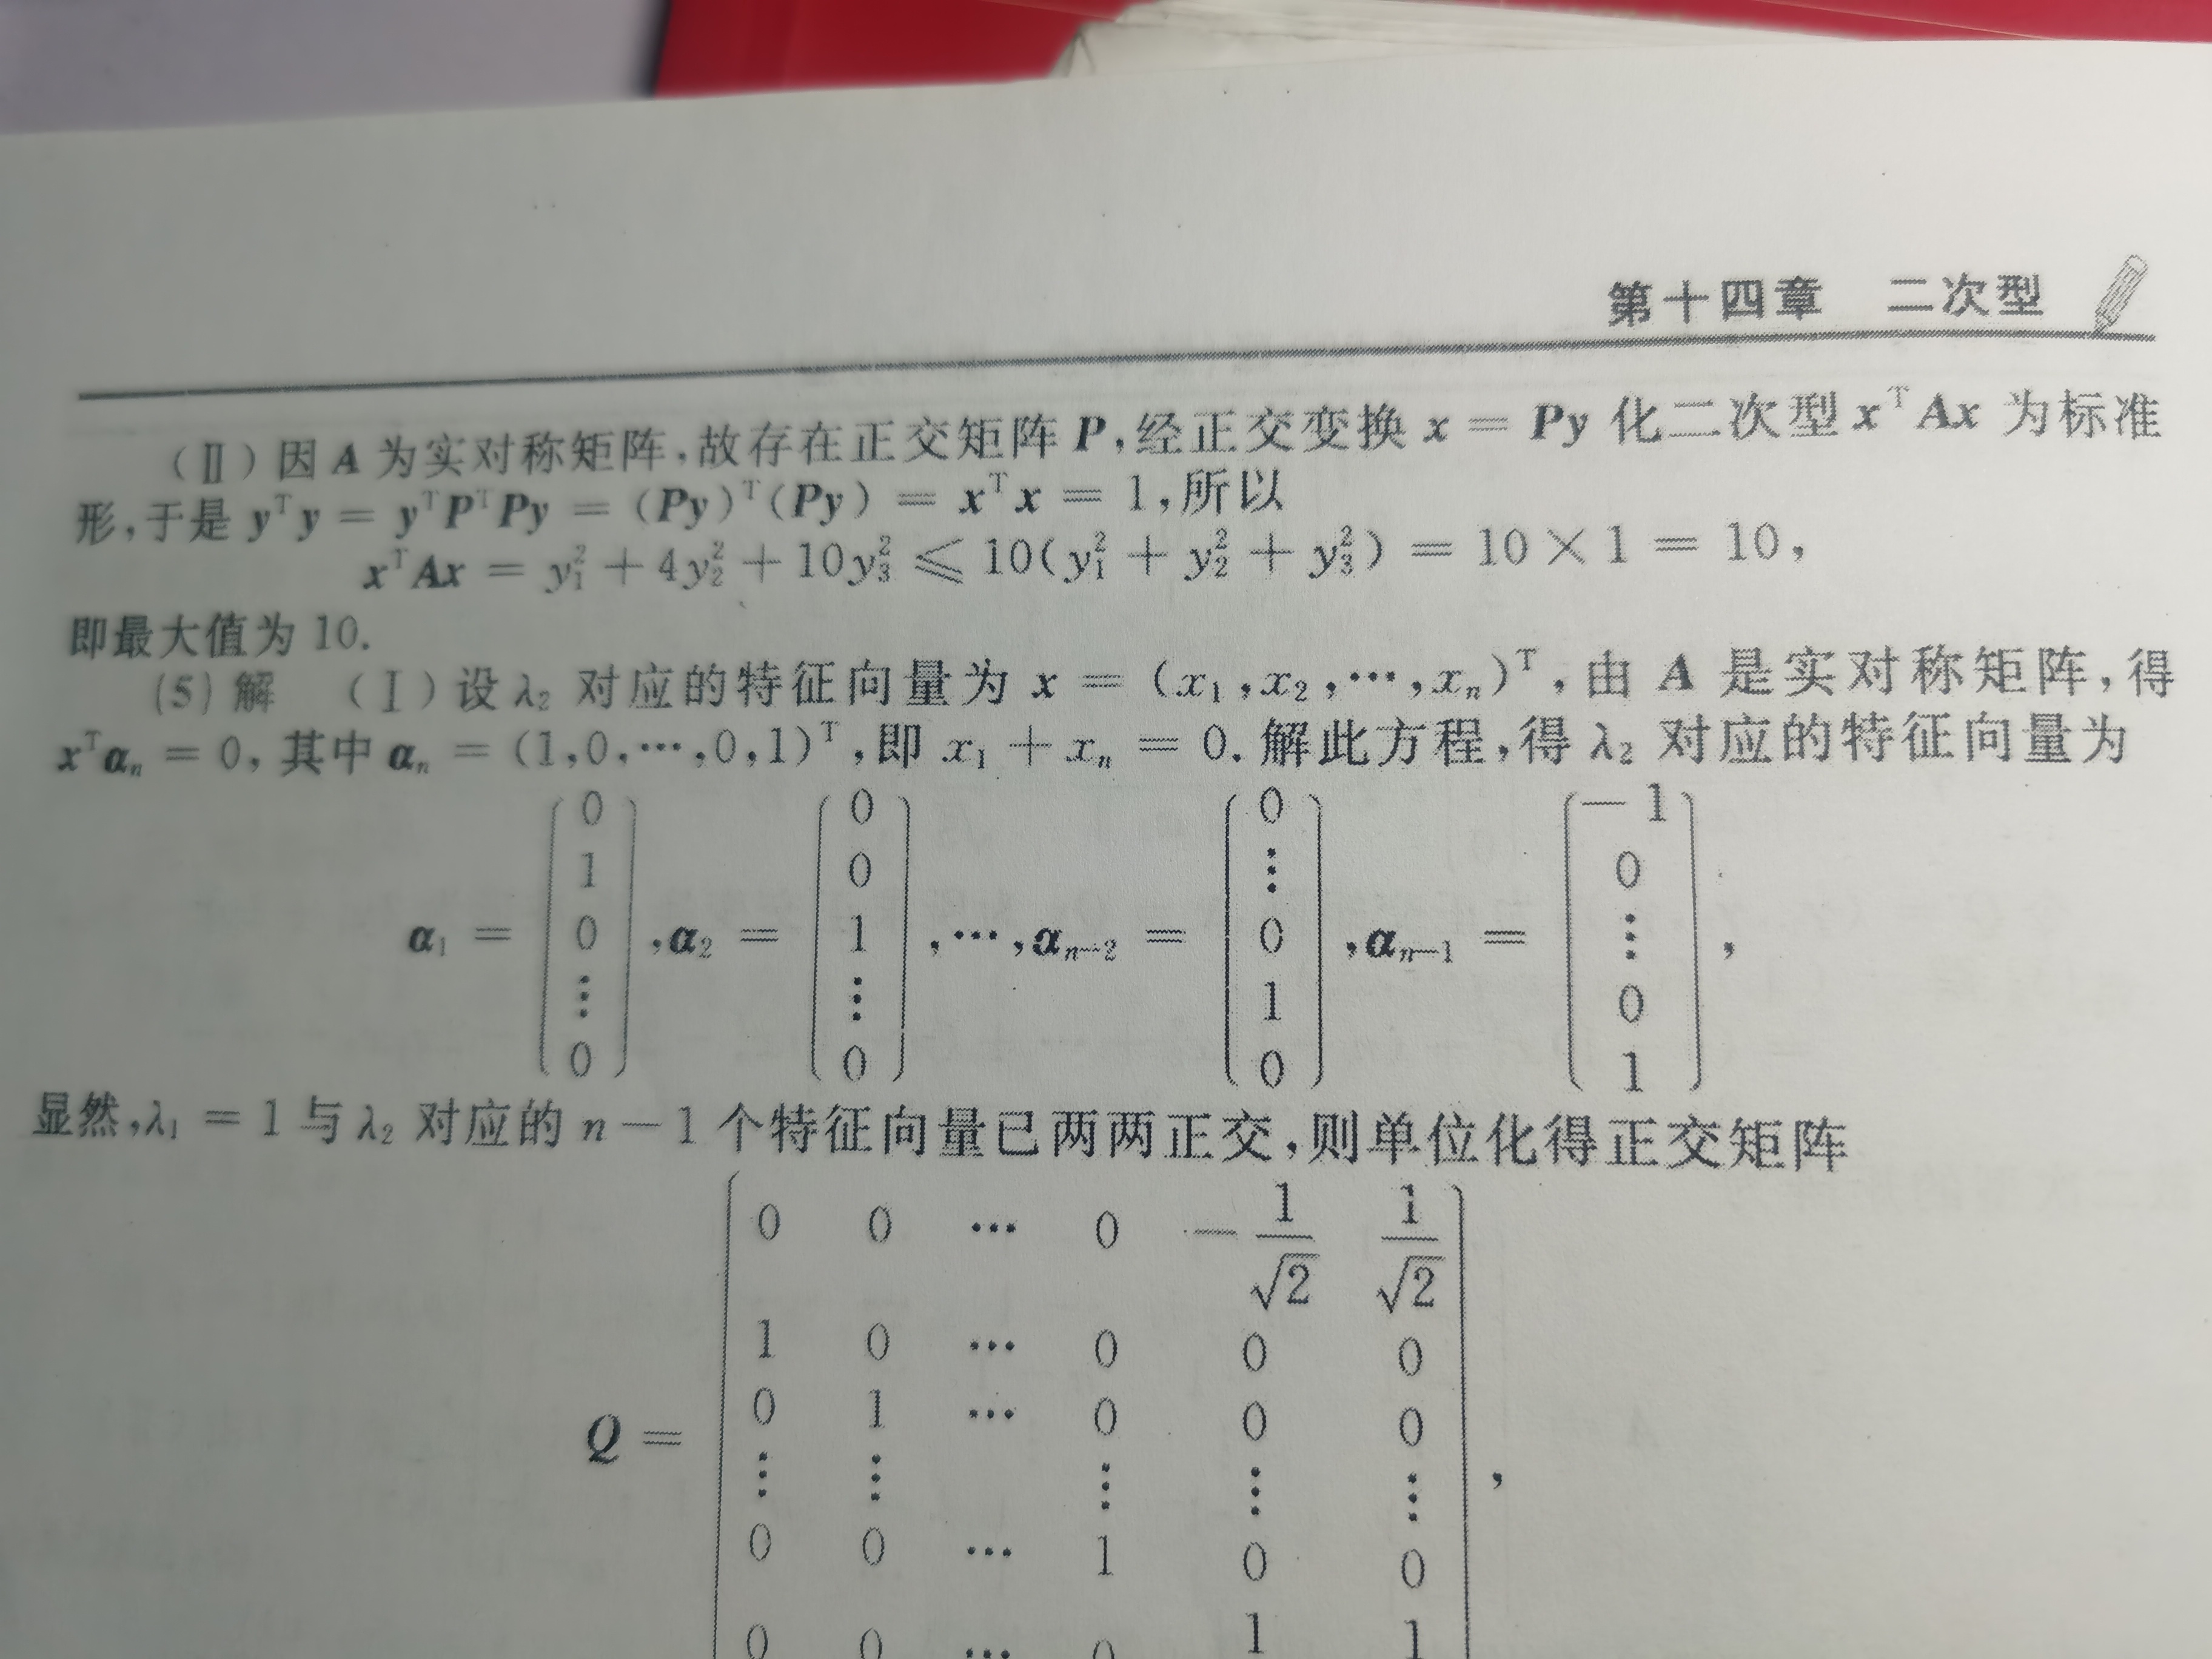 第十四章 二次型
(Ⅱ)因 A 为实对称矩阵,故存在正交矩阵 P,经正交变换 x = Py 化二次型 xᵀAx 为标准
形,于是 yᵀy = yᵀPᵀPy = (Py)ᵀ(Py) = xᵀx = 1,所以
xᵀAx = y₁² + 4y₂² + 10y₃² ⩽ 10(y₁² + y₂² + y₃²) = 10 × 1 = 10,
即最大值为 10.
(5)解 (Ⅰ)设 λ₂ 对应的特征向量为 x = (x₁,x₂,⋯,xₙ)ᵀ,由 A 是实对称矩阵,得
xᵀαₙ = 0,其中 αₙ = (1,0,⋯,0,1)ᵀ,即 x₁ + xₙ = 0.解此方程,得 λ₂ 对应的特征向量为
0 0 0 −1
1 0 ⋮ 0
α₁ = 0 ,α₂ = 1 ,⋯,αₙ₋₂ = 0 ,αₙ₋₁ = ⋮ ,
⋮ ⋮ 1 0
0 0 0 1
显然,λ₁ = 1 与 λ₂ 对应的 n − 1 个特征向量已两两正交,则单位化得正交矩阵
0 0 ⋯ 0 −1/√2 1/√2
1 0 ⋯ 0 0 0
0 1 ⋯ 0 0 0
Q = ⋮ ⋮ ⋮ ⋮ ⋮ ,
0 0 ⋯ 1 0 0
0 0 ⋯ 0 1 1